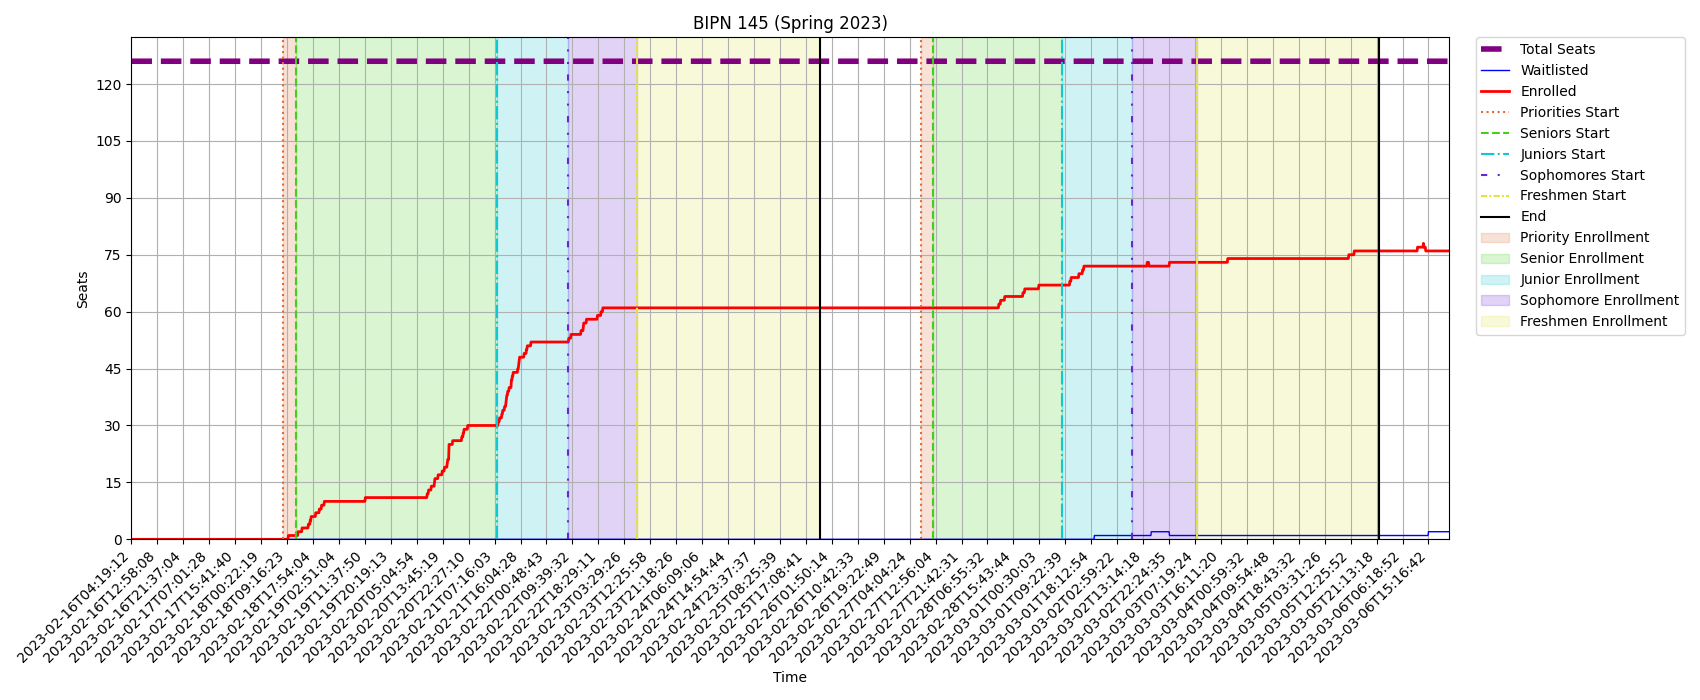 BIPN 145 (Spring 2023)
Total Seats
Waitlisted
Enrolled
Priorities Start
Seniors Start
Juniors Start
Sophomores Start
Freshmen Start
End
Priority Enrollment
Senior Enrollment
Junior Enrollment
Sophomore Enrollment
Freshmen Enrollment
Seats
120
105
90
75
60
45
30
15
0
2023-02-16T04:19:12
2023-02-16T12:58:08
2023-02-16T21:37:04
2023-02-17T07:01:28
2023-02-17T15:41:40
2023-02-18T00:22:19
2023-02-18T09:16:23
2023-02-18T17:54:04
2023-02-19T02:51:04
2023-02-19T11:37:50
2023-02-19T20:19:13
2023-02-20T05:04:54
2023-02-20T13:45:19
2023-02-20T22:27:10
2023-02-21T07:16:03
2023-02-21T16:04:28
2023-02-22T00:48:43
2023-02-22T09:39:32
2023-02-22T18:29:11
2023-02-23T03:29:26
2023-02-23T12:25:58
2023-02-23T21:18:26
2023-02-24T06:09:06
2023-02-24T14:54:44
2023-02-24T23:37:37
2023-02-25T08:25:39
2023-02-25T17:08:41
2023-02-26T01:50:14
2023-02-26T10:42:33
2023-02-26T19:22:49
2023-02-27T04:04:24
2023-02-27T12:56:04
2023-02-27T21:42:31
2023-02-28T06:55:32
2023-02-28T15:43:44
2023-03-01T00:30:03
2023-03-01T09:22:39
2023-03-01T18:12:54
2023-03-02T02:59:22
2023-03-02T13:14:18
2023-03-02T22:24:35
2023-03-03T07:19:24
2023-03-03T16:11:20
2023-03-04T00:59:32
2023-03-04T09:54:48
2023-03-04T18:43:32
2023-03-05T03:31:26
2023-03-05T12:25:52
2023-03-05T21:13:18
2023-03-06T06:18:52
2023-03-06T15:16:42
Time